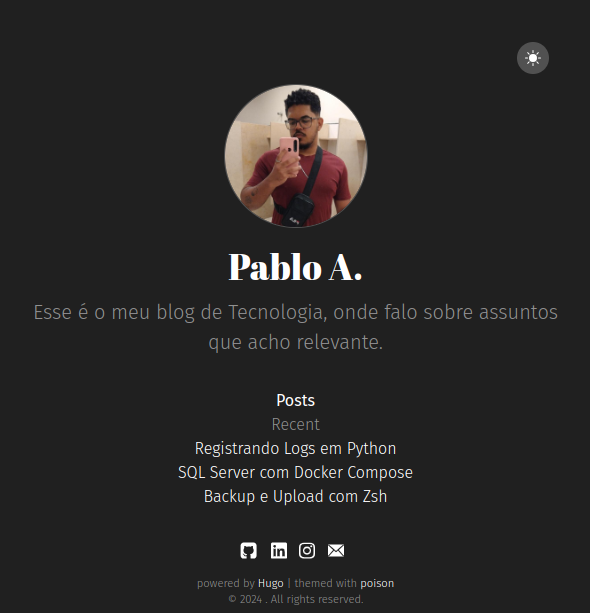 Pablo A.
Esse é o meu blog de Tecnologia, onde falo sobre assuntos
que acho relevante.
Posts
Recent
Registrando Logs em Python
SQL Server com Docker Compose
Backup e Upload com Zsh
in
powered by Hugo | themed with poison
© 2024 . All rights reserved.